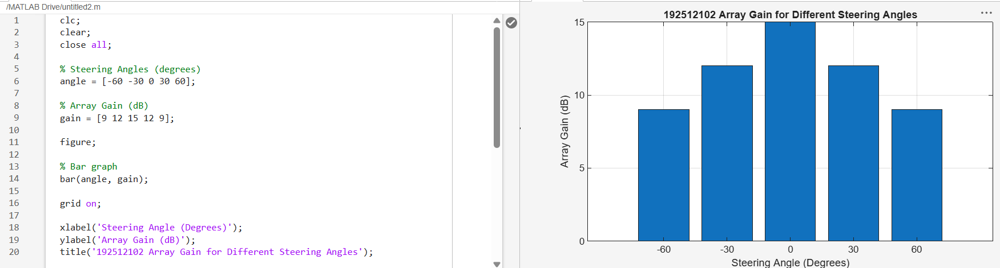 /MATLAB Drive/untitled2.m
1 clc;
2 clear;
3 close all;
4
5 % Steering Angles (degrees)
6 angle = [-60 -30 0 30 60];
7
8 % Array Gain (dB)
9 gain = [9 12 15 12 9];
10
11 figure;
12
13 % Bar graph
14 bar(angle, gain);
15
16 grid on;
17
18 xlabel('Steering Angle (Degrees)');
19 ylabel('Array Gain (dB)');
20 title('192512102 Array Gain for Different Steering Angles');
192512102 Array Gain for Different Steering Angles
15
10
5
0
Array Gain (dB)
-60 -30 0 30 60
Steering Angle (Degrees)